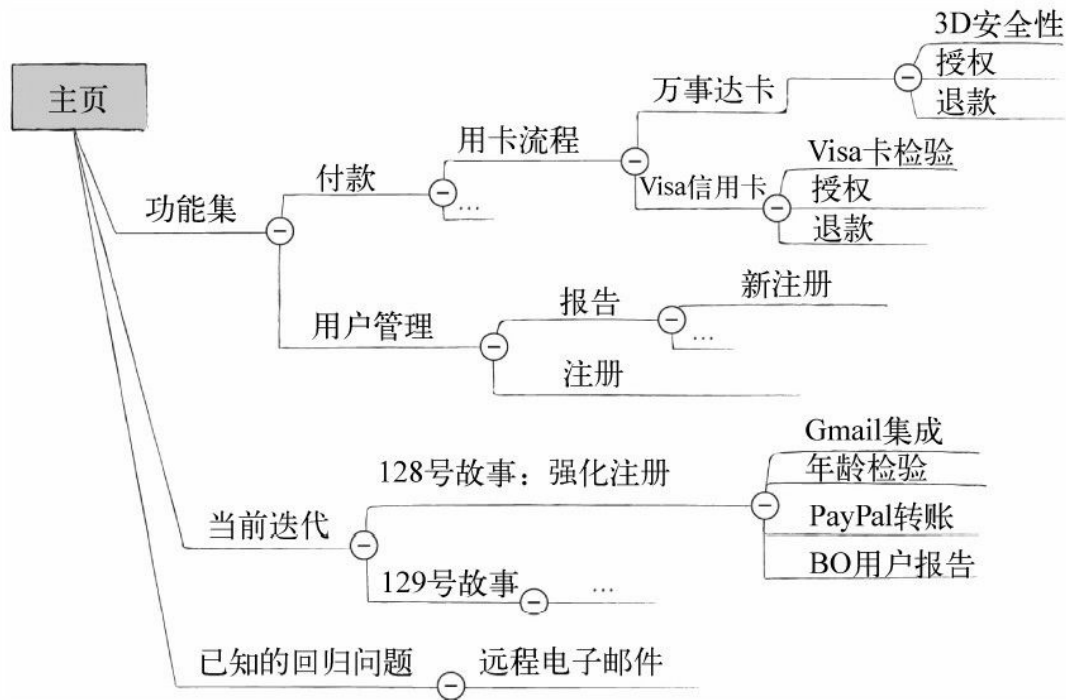 主页
功能集
付款
用卡流程
万事达卡
3D安全性
授权
退款
Visa信用卡
Visa卡检验
授权
退款
…
用户管理
报告
新注册
…
注册
当前迭代
128号故事：强化注册
Gmail集成
年龄检验
PayPal转账
BO用户报告
129号故事
…
已知的回归问题
远程电子邮件